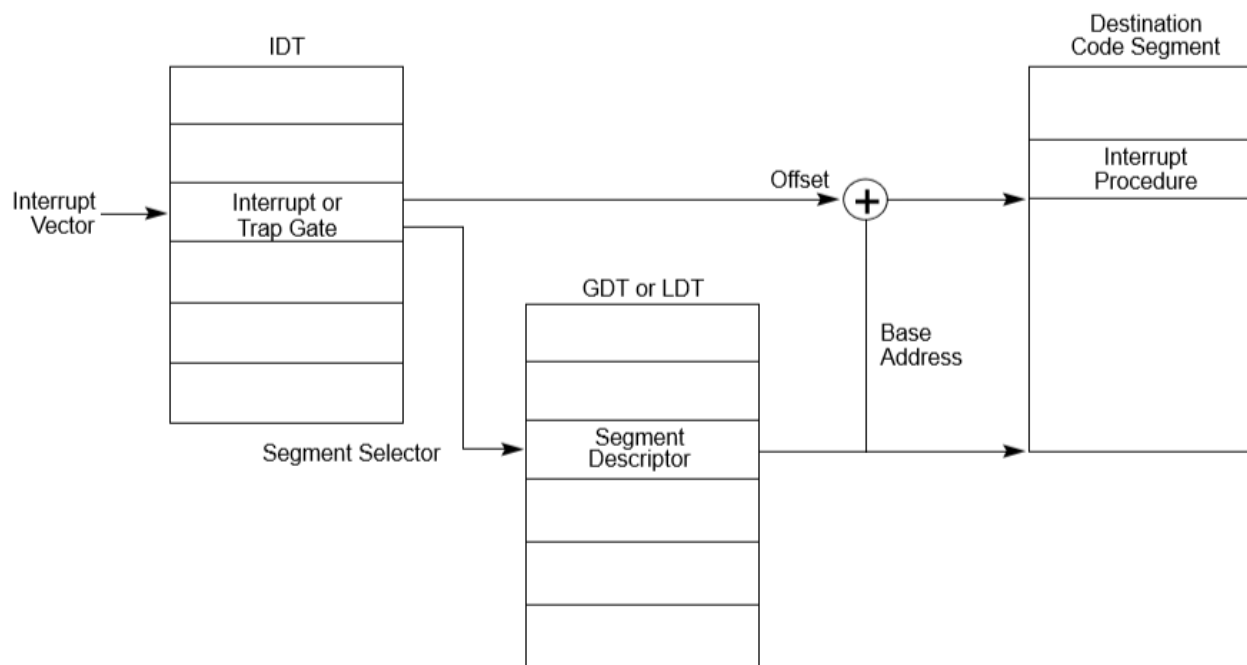 Destination
Code Segment
IDT
Interrupt
Procedure
Offset
+
Interrupt
Vector
Interrupt or
Trap Gate
GDT or LDT
Base
Address
Segment Selector
Segment
Descriptor